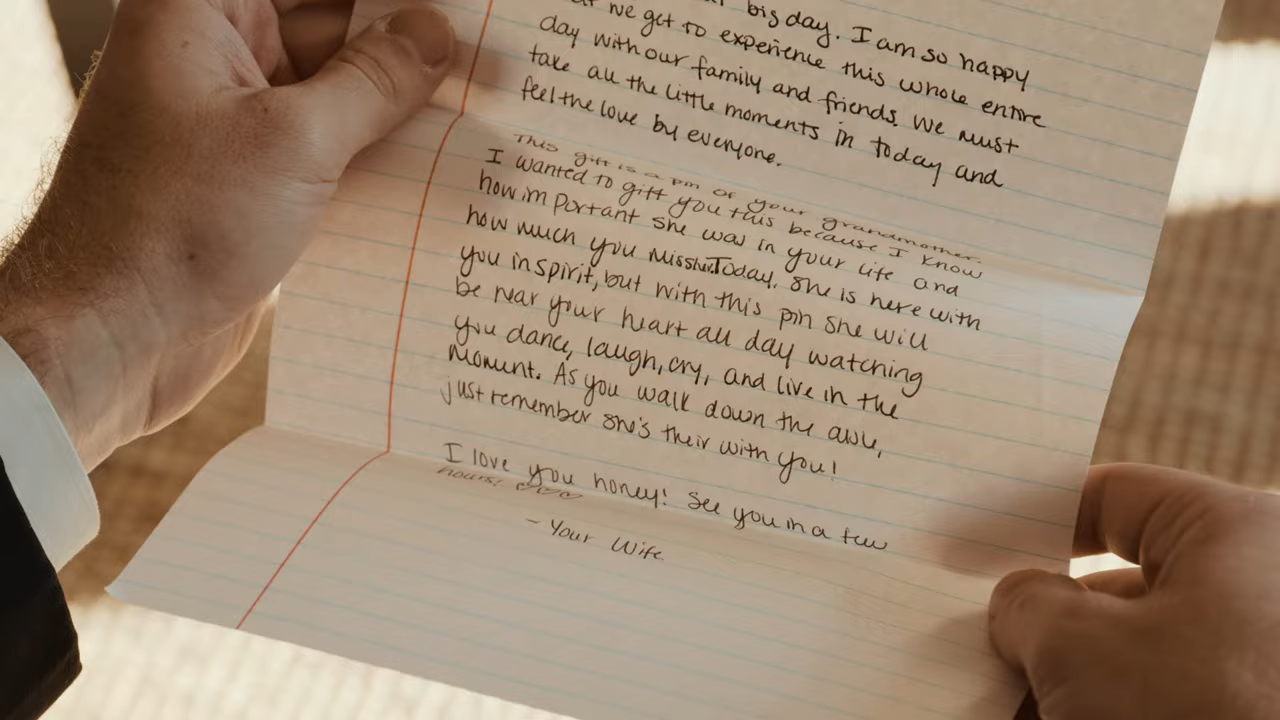 big day. I am so happy
we get to experience this whole entire
day with our family and friends. We must
take all the little moments in today and
feel the love by everyone.
This gift is a pin of your grandmother.
I wanted to gift you this because I know
how important she was in your life and
how much you miss her. Today, she is here with
you in spirit, but with this pin she will
be near your heart all day watching
you dance, laugh, cry, and live in the
moment. As you walk down the aisle,
just remember she's their with you!
I love you honey! See you in a few
hours! ♡♡♡
- Your Wife